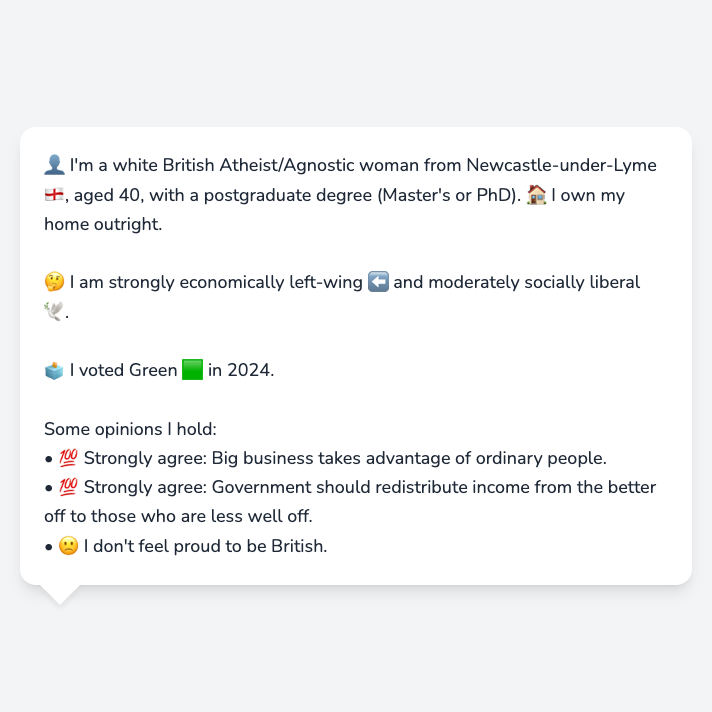 👤 I'm a white British Atheist/Agnostic woman from Newcastle-under-Lyme
🏴󠁧󠁢󠁥󠁮󠁧󠁿, aged 40, with a postgraduate degree (Master's or PhD). 🏠 I own my
home outright.
🤔 I am strongly economically left-wing ⬅️ and moderately socially liberal
🕊️.
🗳️ I voted Green 🟩 in 2024.
Some opinions I hold:
• 💯 Strongly agree: Big business takes advantage of ordinary people.
• 💯 Strongly agree: Government should redistribute income from the better
off to those who are less well off.
• 🙁 I don't feel proud to be British.